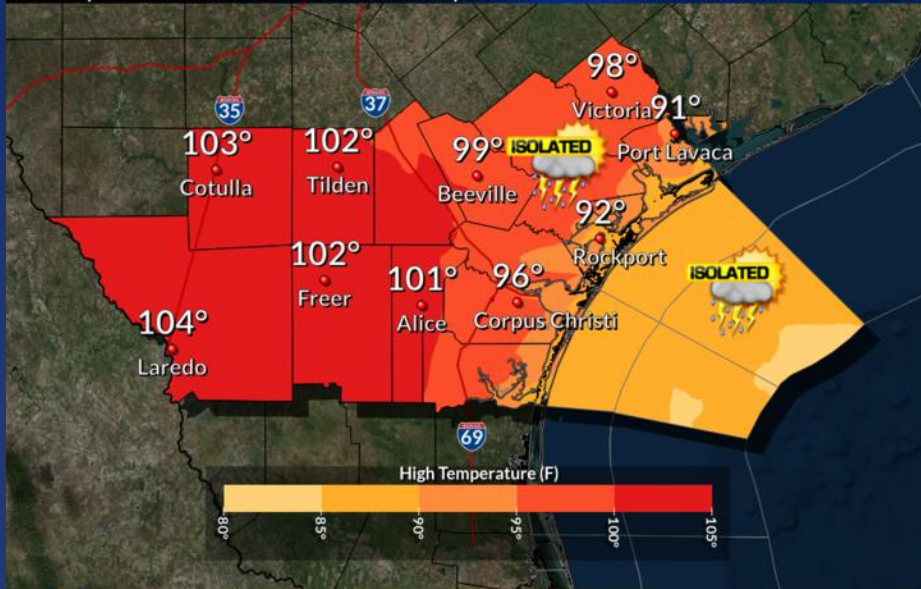 98°
Victoria
91°
Port Lavaca
35
37
103°
Cotulla
102°
Tilden
99°
Beeville
ISOLATED
92°
Rockport
ISOLATED
102°
Freer
101°
Alice
96°
Corpus Christi
104°
Laredo
69
High Temperature (F)
80°
85°
90°
95°
100°
105°